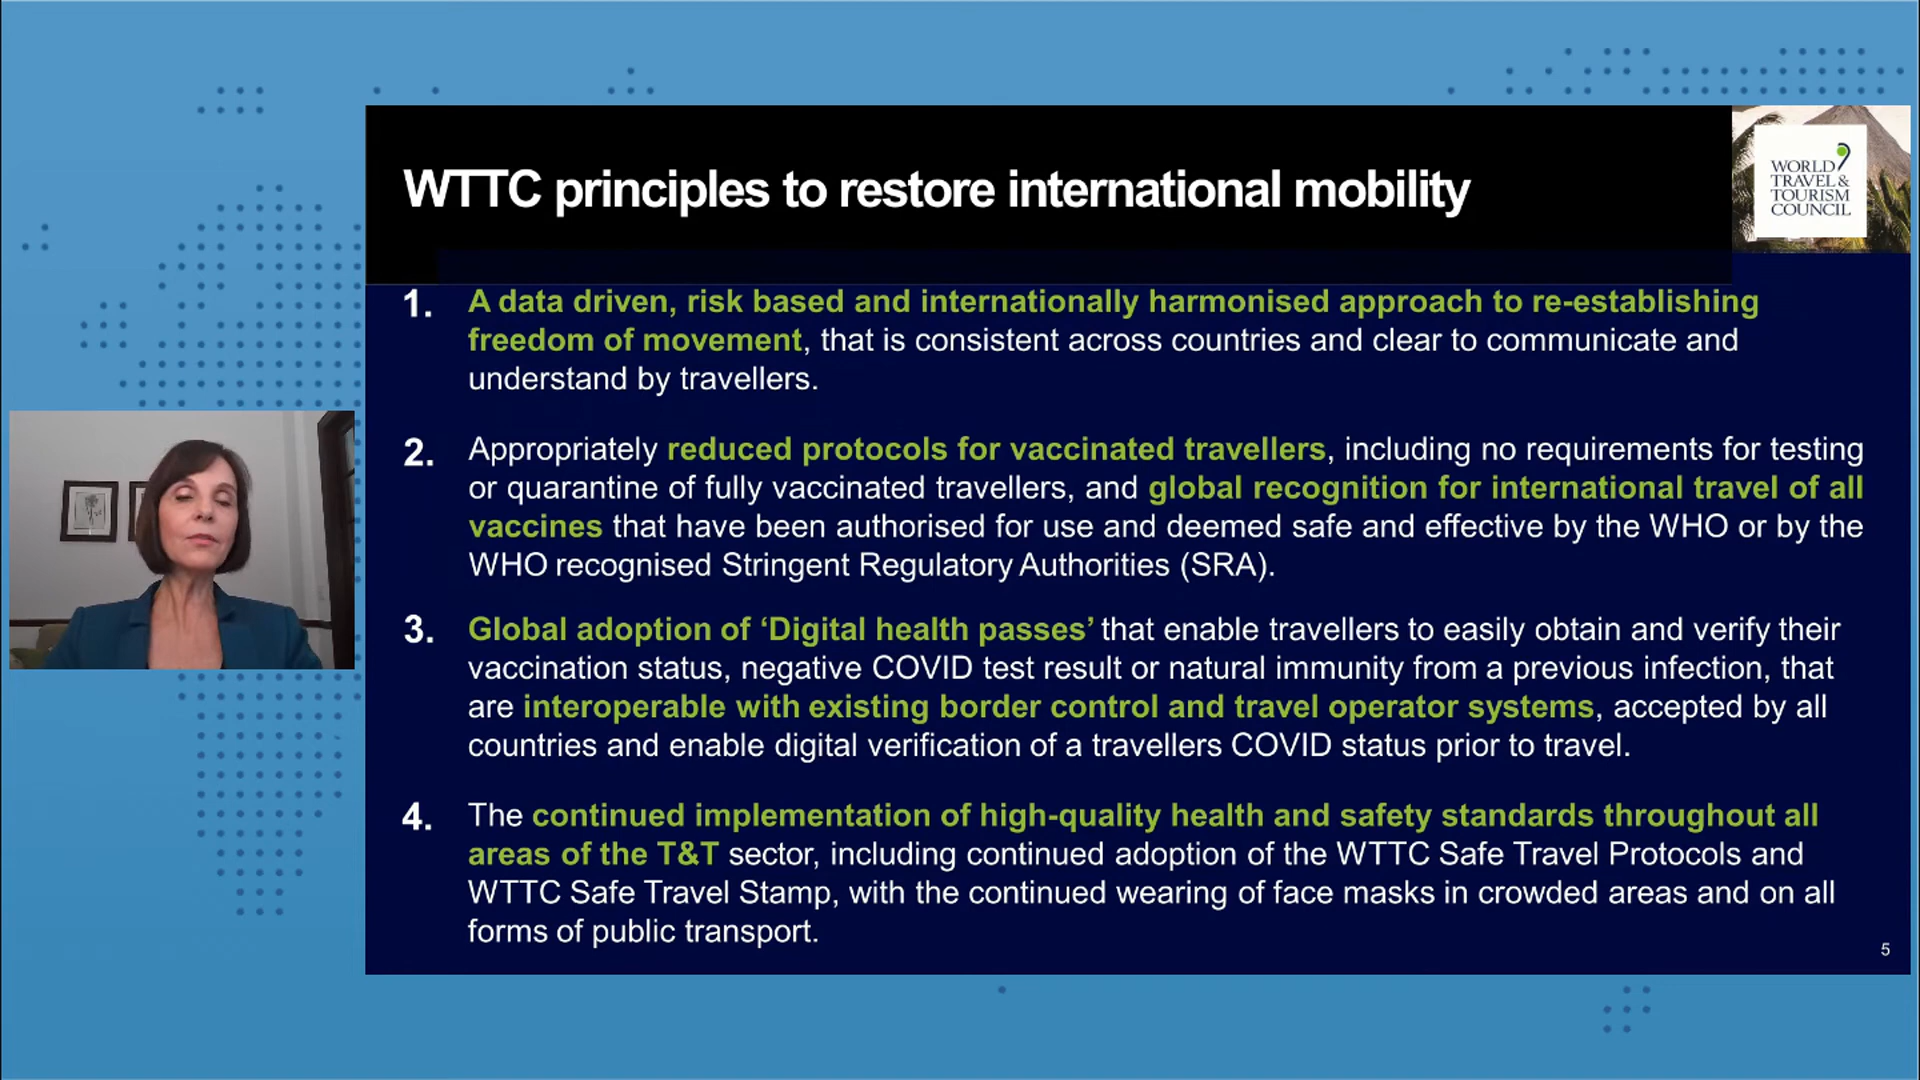 WTTC principles to restore international mobility
WORLD
TRAVEL &
TOURISM
COUNCIL
1. A data driven, risk based and internationally harmonised approach to re-establishing
freedom of movement, that is consistent across countries and clear to communicate and
understand by travellers.
2. Appropriately reduced protocols for vaccinated travellers, including no requirements for testing
or quarantine of fully vaccinated travellers, and global recognition for international travel of all
vaccines that have been authorised for use and deemed safe and effective by the WHO or by the
WHO recognised Stringent Regulatory Authorities (SRA).
3. Global adoption of ‘Digital health passes’ that enable travellers to easily obtain and verify their
vaccination status, negative COVID test result or natural immunity from a previous infection, that
are interoperable with existing border control and travel operator systems, accepted by all
countries and enable digital verification of a travellers COVID status prior to travel.
4. The continued implementation of high-quality health and safety standards throughout all
areas of the T&T sector, including continued adoption of the WTTC Safe Travel Protocols and
WTTC Safe Travel Stamp, with the continued wearing of face masks in crowded areas and on all
forms of public transport.
5